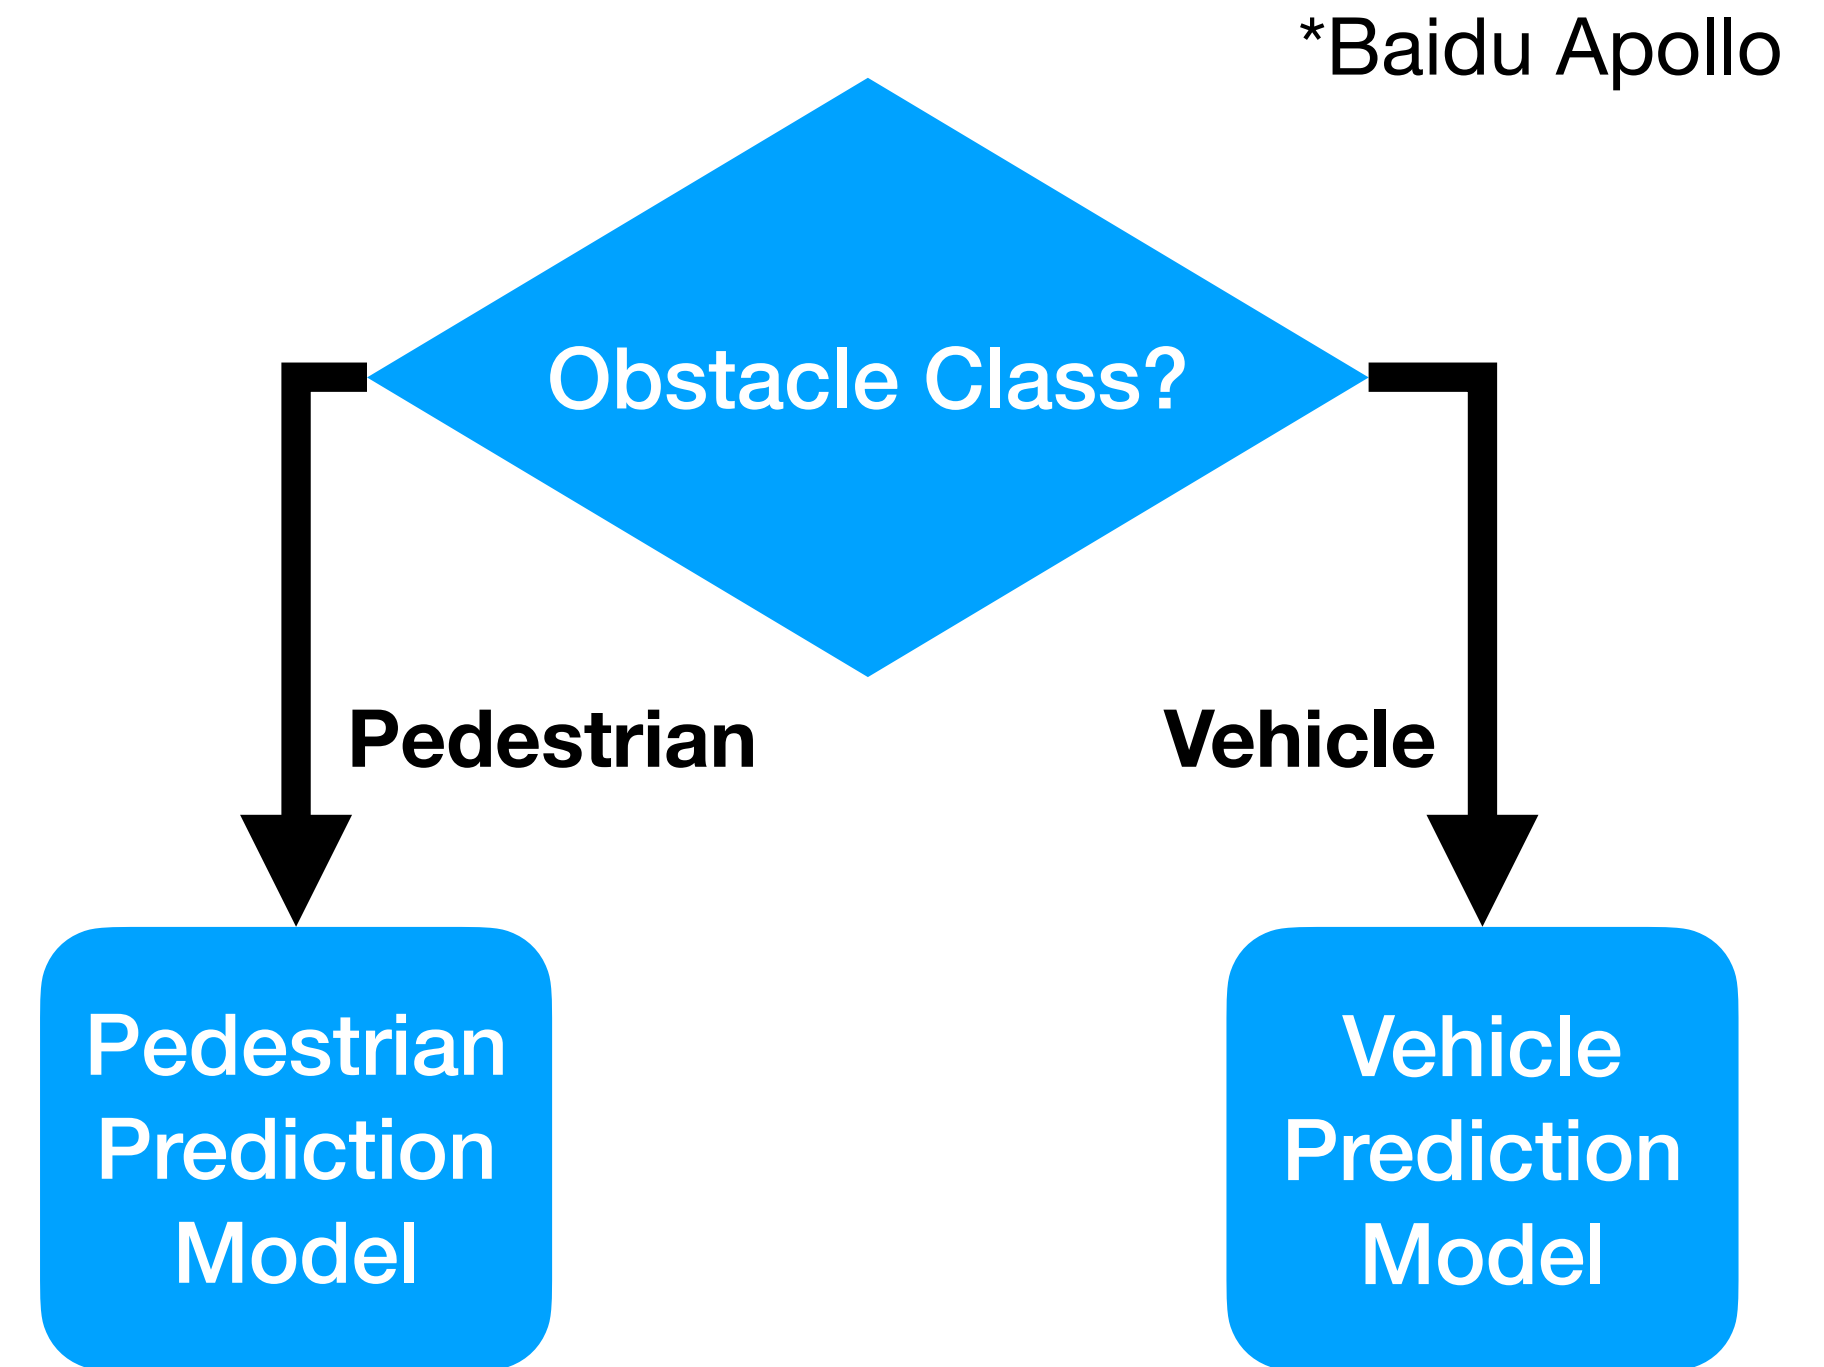 *Baidu Apollo
Obstacle Class?
Pedestrian
Vehicle
Pedestrian
Prediction
Model
Vehicle
Prediction
Model